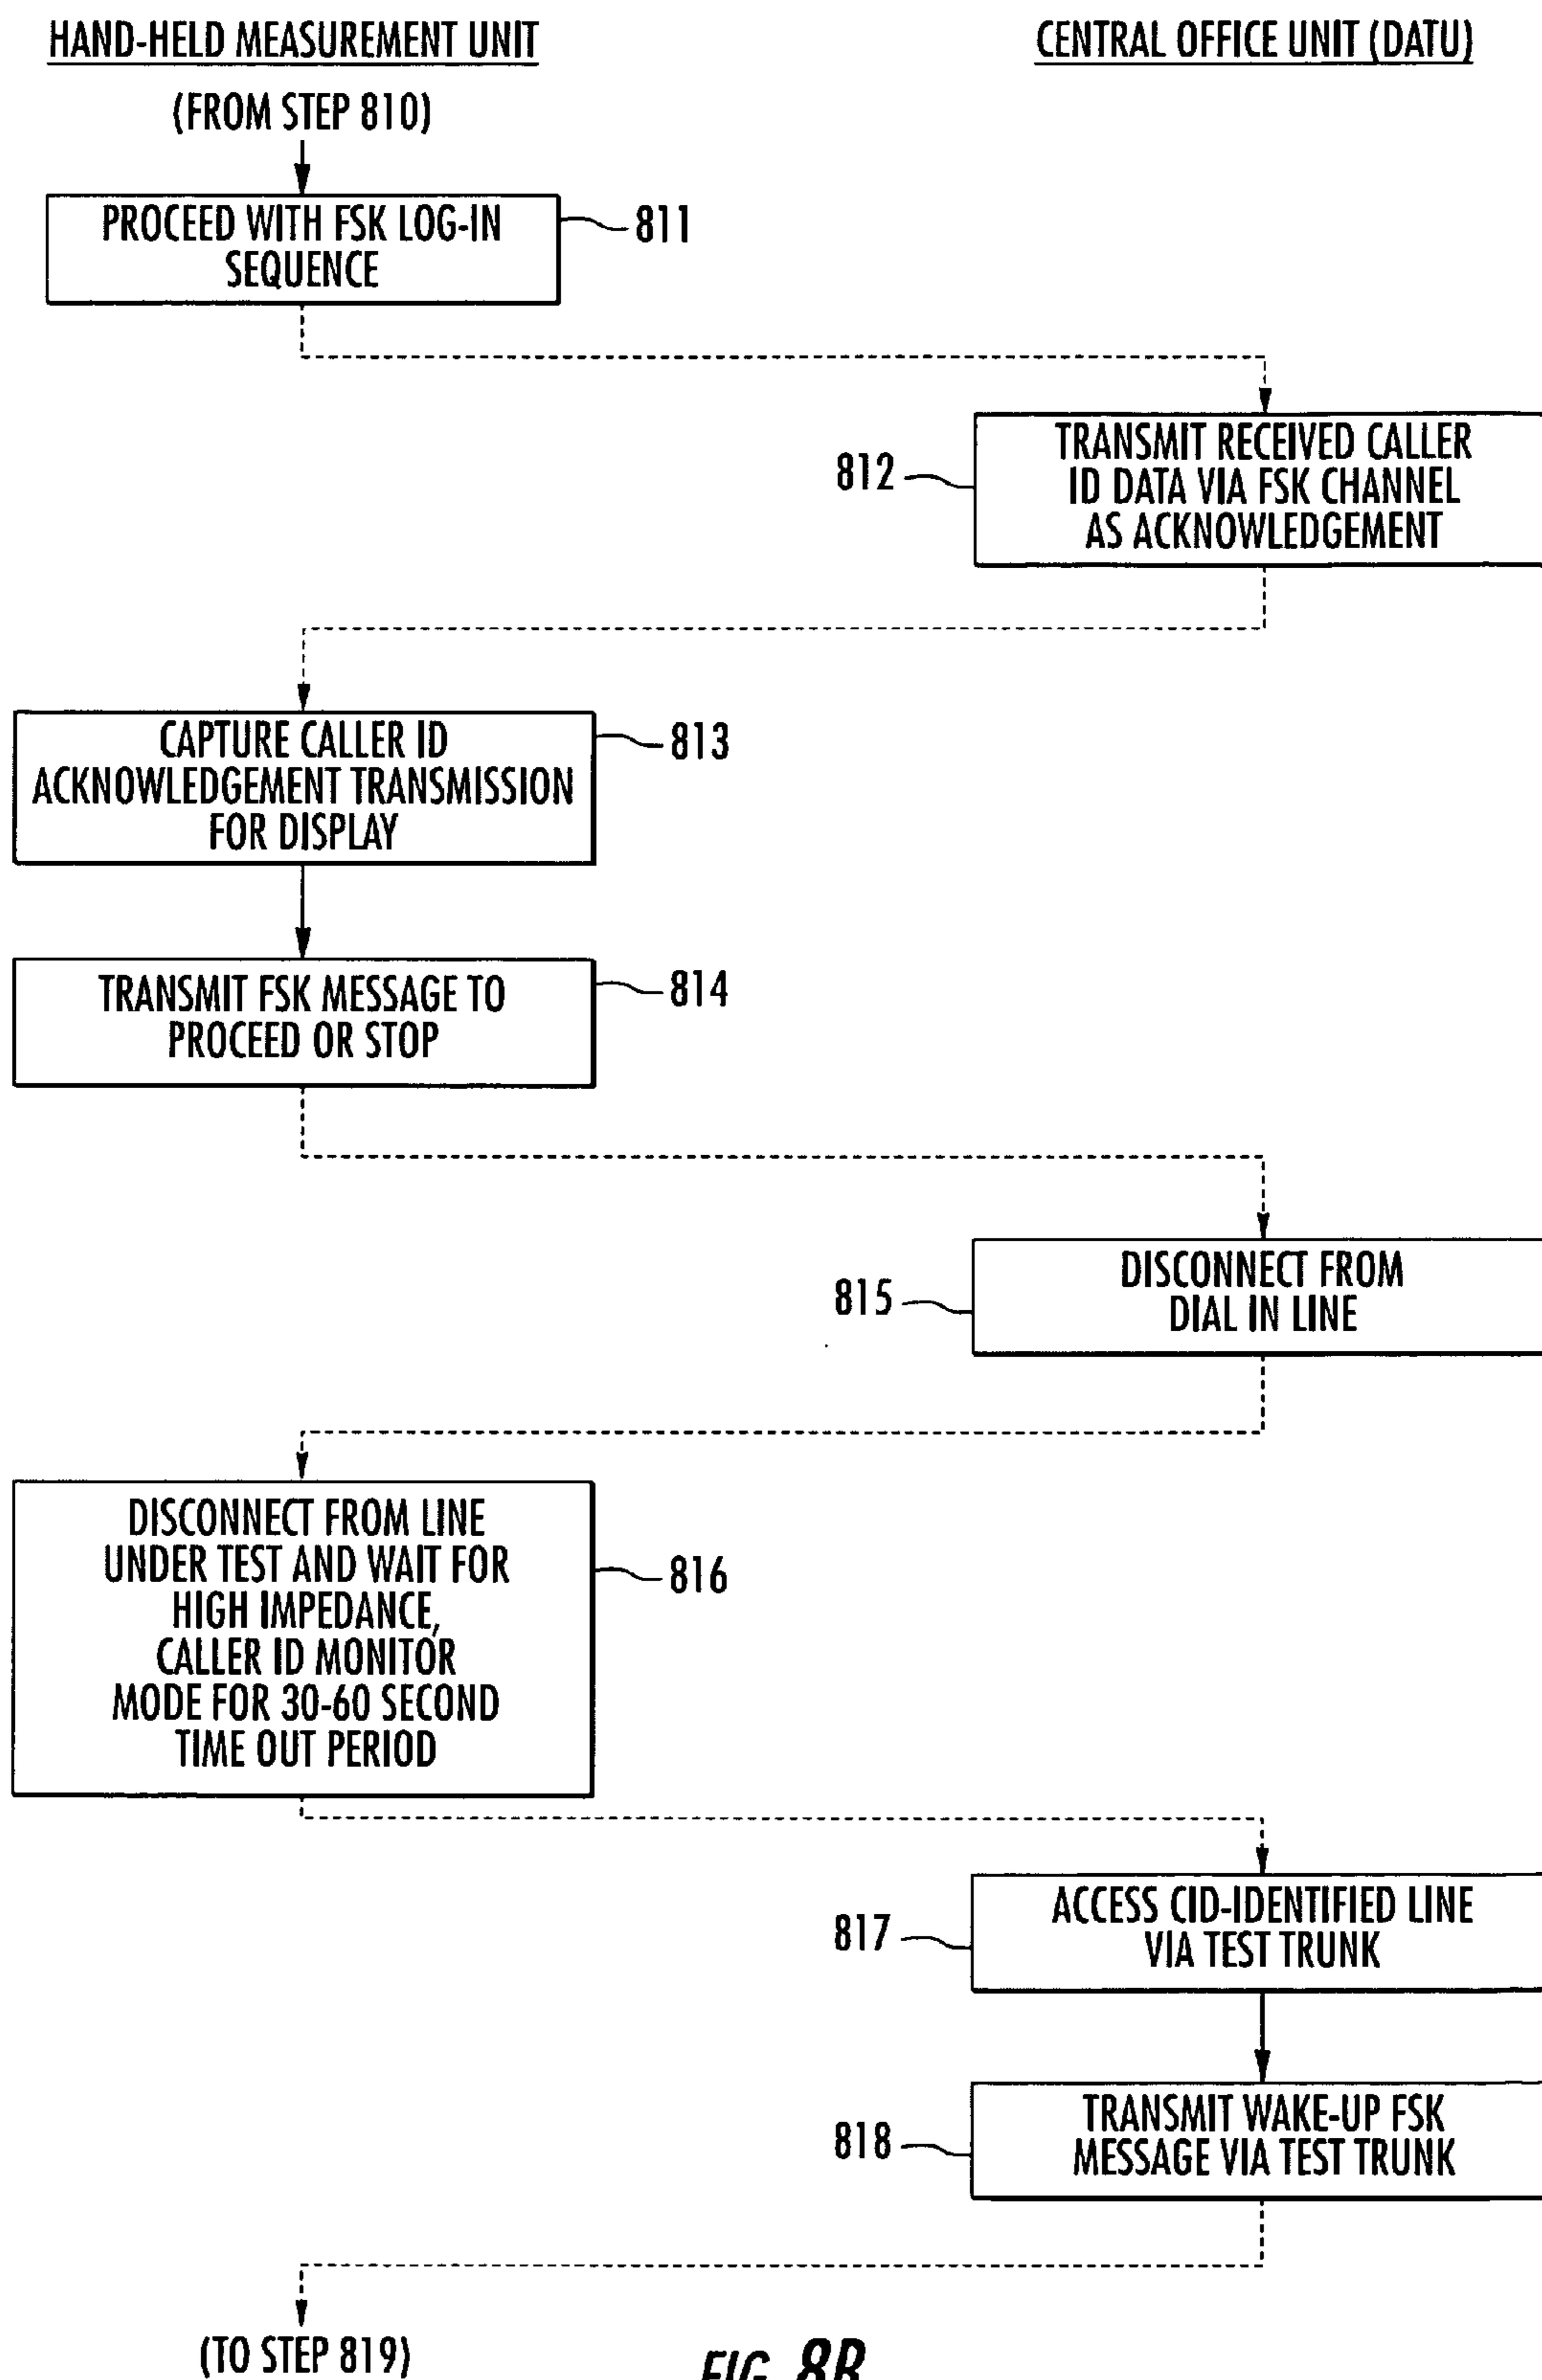 HAND-HELD MEASUREMENT UNIT
CENTRAL OFFICE UNIT (DATU)
(FROM STEP 810)
PROCEED WITH FSK LOG-IN
SEQUENCE
811
812
TRANSMIT RECEIVED CALLER
ID DATA VIA FSK CHANNEL
AS ACKNOWLEDGEMENT
CAPTURE CALLER ID
ACKNOWLEDGEMENT TRANSMISSION
FOR DISPLAY
813
TRANSMIT FSK MESSAGE TO
PROCEED OR STOP
814
815
DISCONNECT FROM
DIAL IN LINE
DISCONNECT FROM LINE
UNDER TEST AND WAIT FOR
HIGH IMPEDANCE,
CALLER ID MONITOR
MODE FOR 30-60 SECOND
TIME OUT PERIOD
816
817
ACCESS CID-IDENTIFIED LINE
VIA TEST TRUNK
818
TRANSMIT WAKE-UP FSK
MESSAGE VIA TEST TRUNK
(TO STEP 819)
FIG. 8B